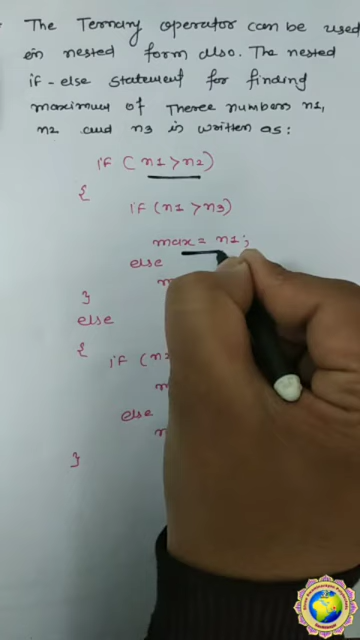 The Ternary operator can be used
in nested form also. The nested
if-else statement for finding
maximum of Theree numbers n1,
n2 and n3 is written as:
if (n1>n2)
{
if (n1>n3)
max = n1;
else
}
else
{
if (n
else
}